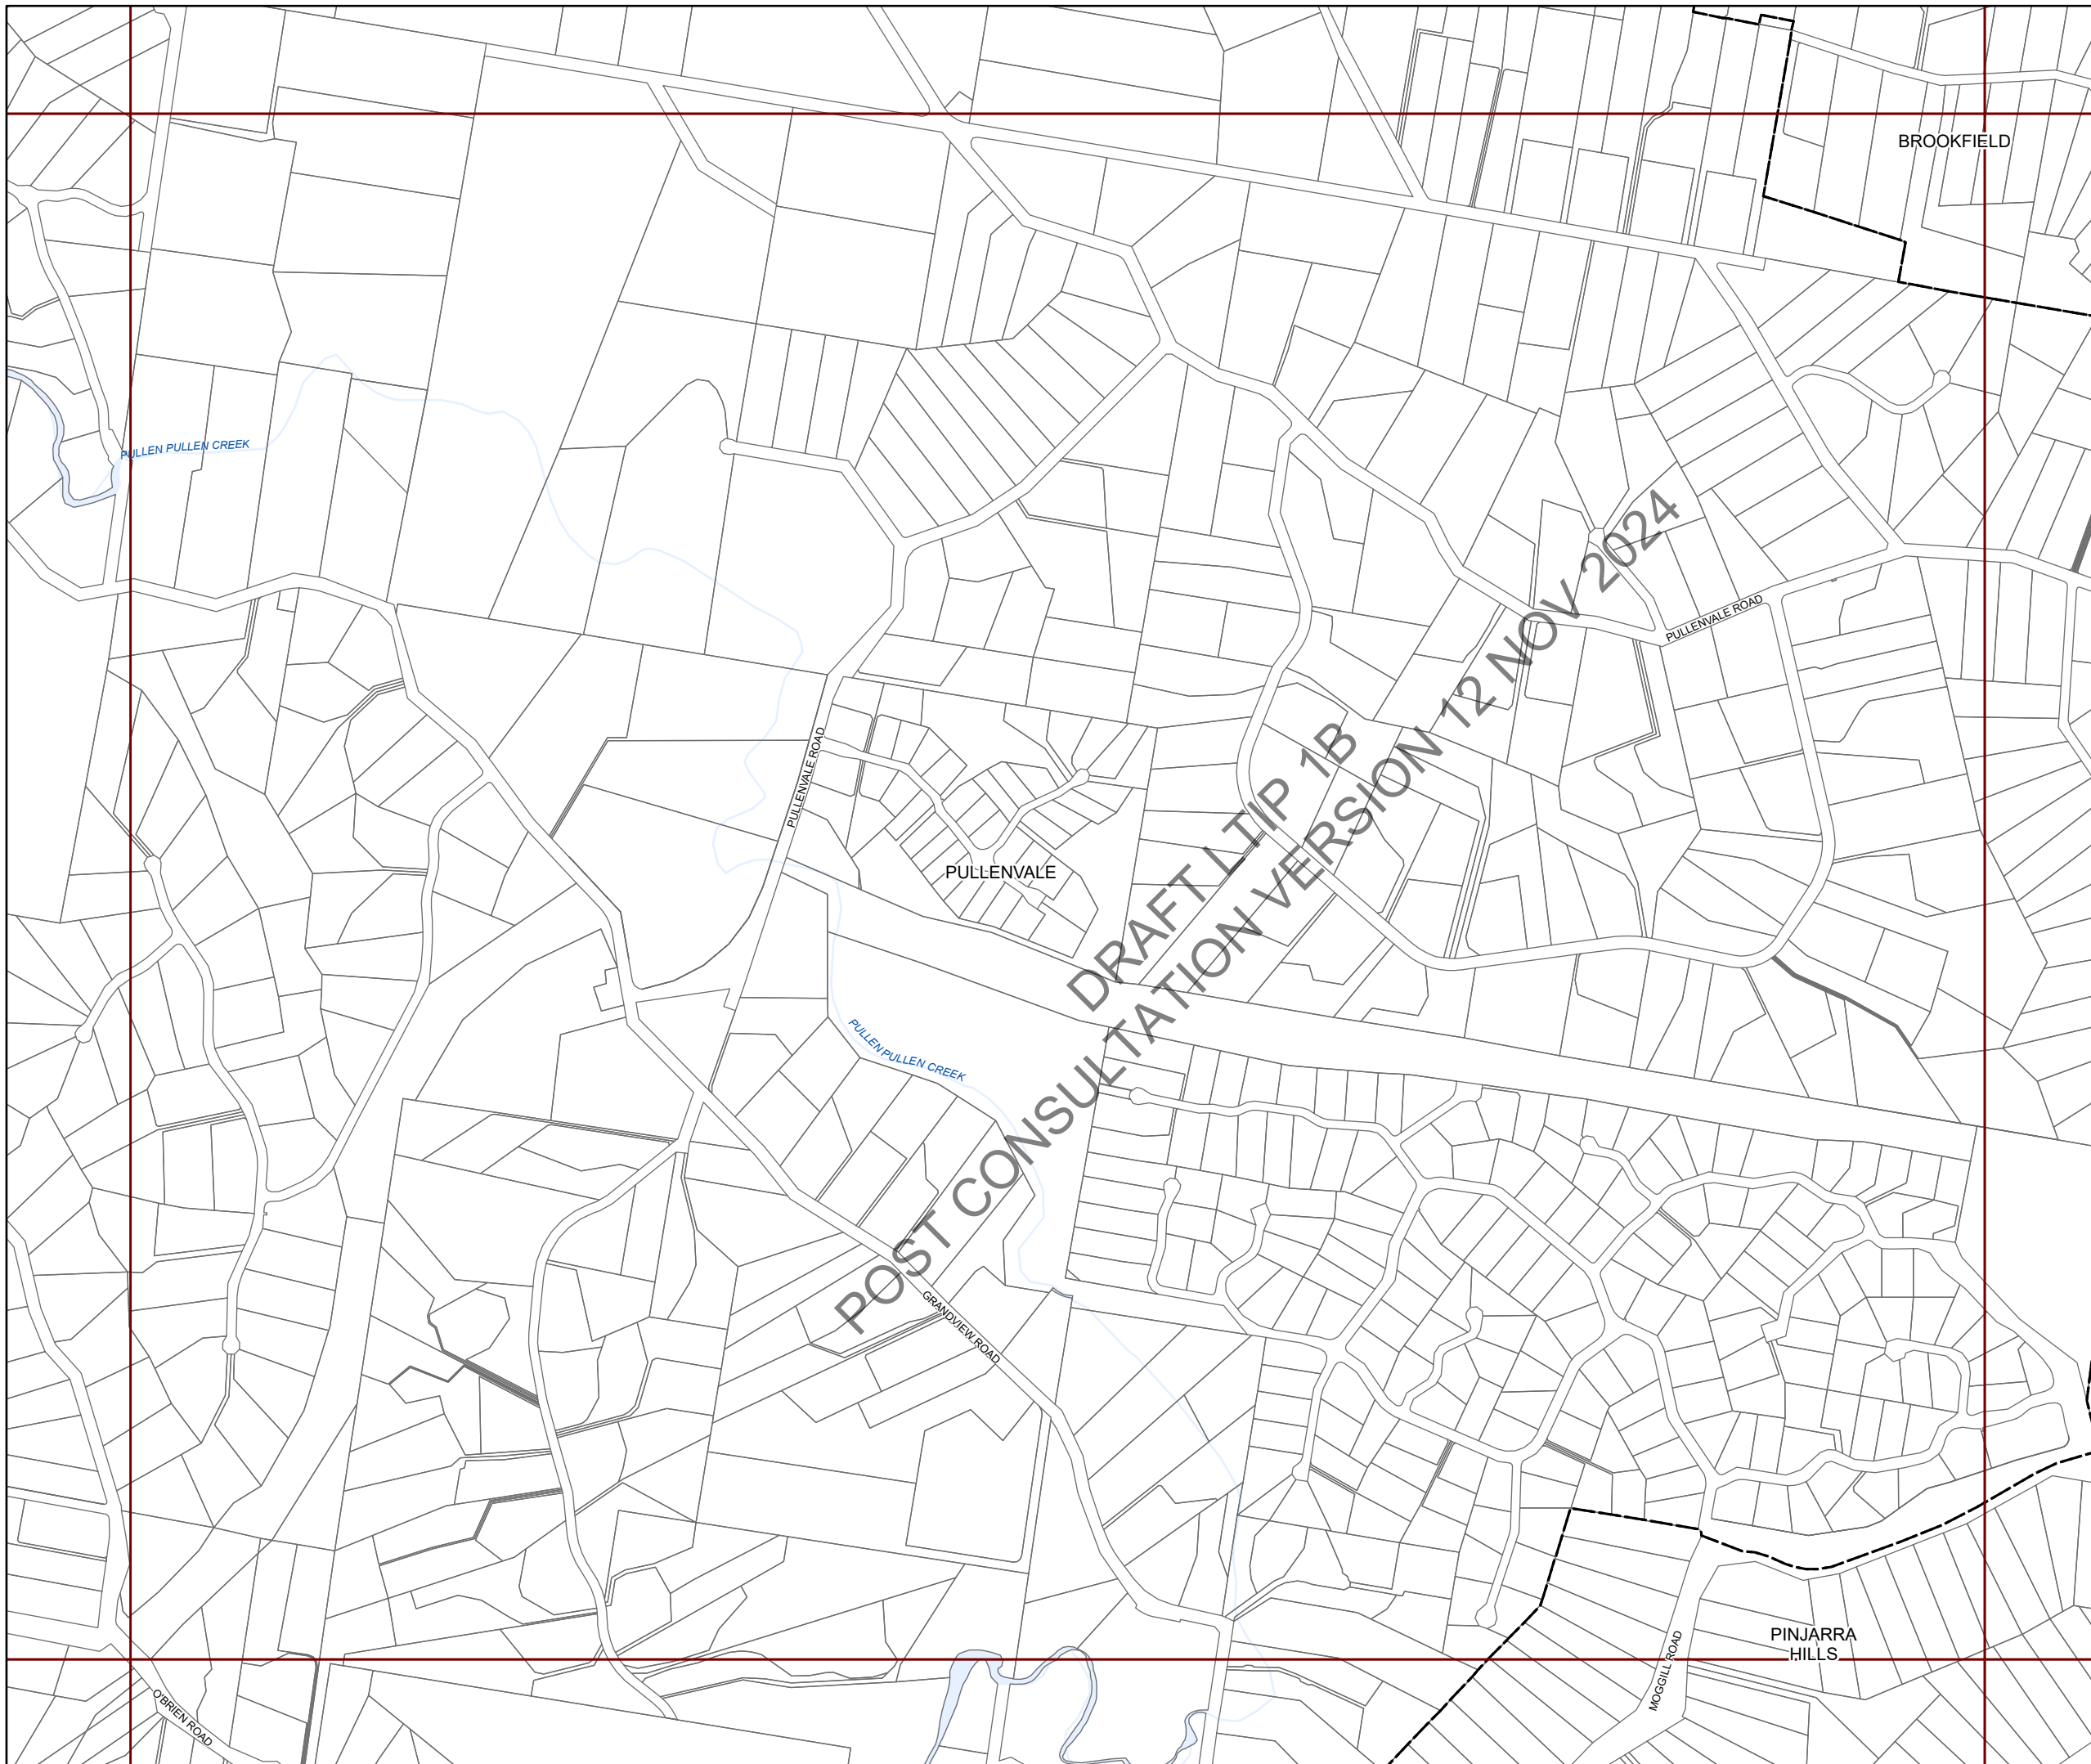 BROOKFIELD
PULLEN PULLEN CREEK
PULLENVALE ROAD
PULLENVALE ROAD
PULLENVALE
DRAFT LTIP 1B
POST CONSULTATION VERSION 12 NOV 2024
PULLEN PULLEN CREEK
GRANDVIEW ROAD
PINJARRA
HILLS
MOGGILL ROAD
O'BRIEN ROAD